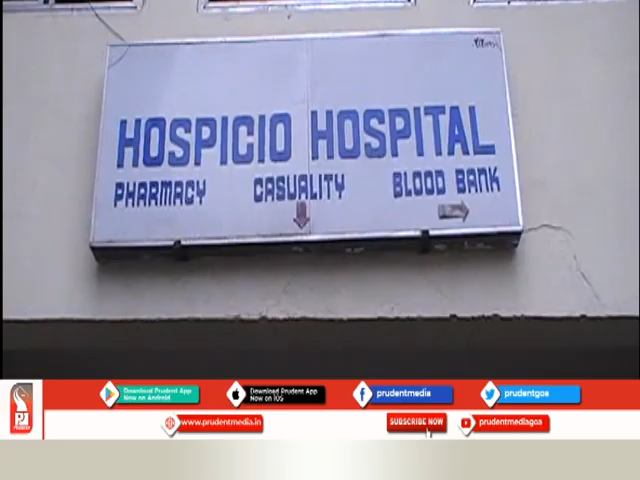 HOSPICIO HOSPITAL
PHARMACY CASUALITY BLOOD BANK
Download Prudent App
Now on Android
Download Prudent App
Now on iOS
prudentmedia
prudentgoa
www.prudentmedia.in
SUBSCRIBE NOW
prudentmediagoa